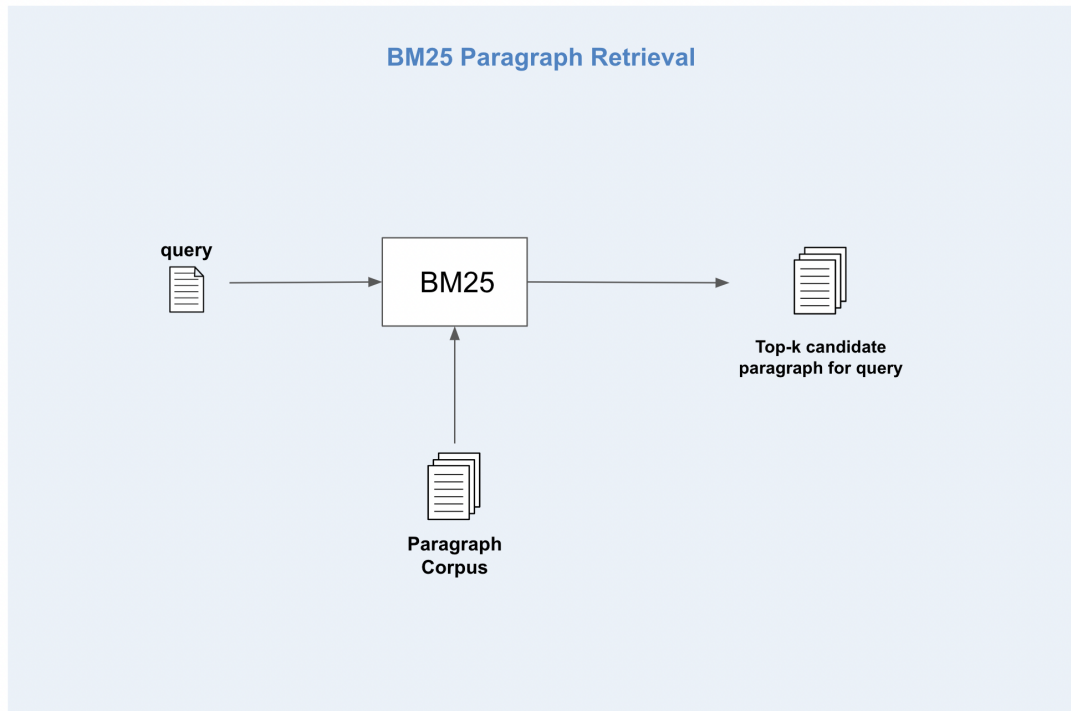 BM25 Paragraph Retrieval
query
BM25
Top-k candidate
paragraph for query
Paragraph
Corpus